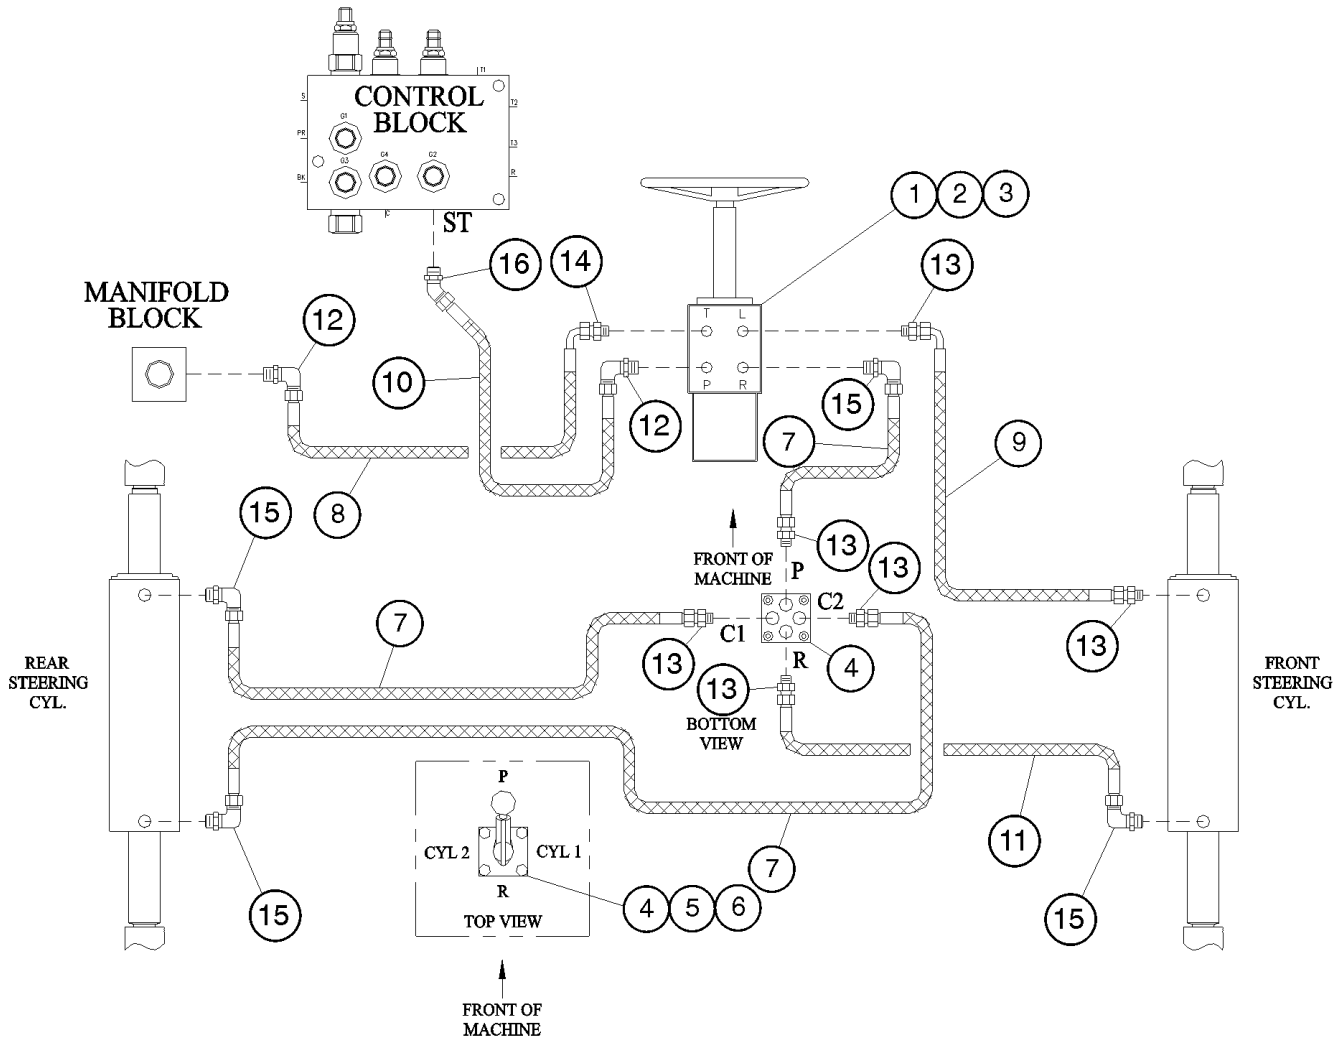 T1
CONTROL
BLOCK
S
T2
G1
PR
T3
G3
G4
G2
BK
R
C
ST
1
2
3
16
14
13
MANIFOLD
BLOCK
12
T
L
10
P
R
15
12
7
9
8
15
FRONT OF
MACHINE
13
13
P
C2
7
C1
13
R
4
13
REAR
STEERING
CYL.
FRONT
STEERING
CYL.
13
BOTTOM
VIEW
P
CYL 2
CYL 1
R
TOP VIEW
7
11
4
5
6
15
15
FRONT OF
MACHINE